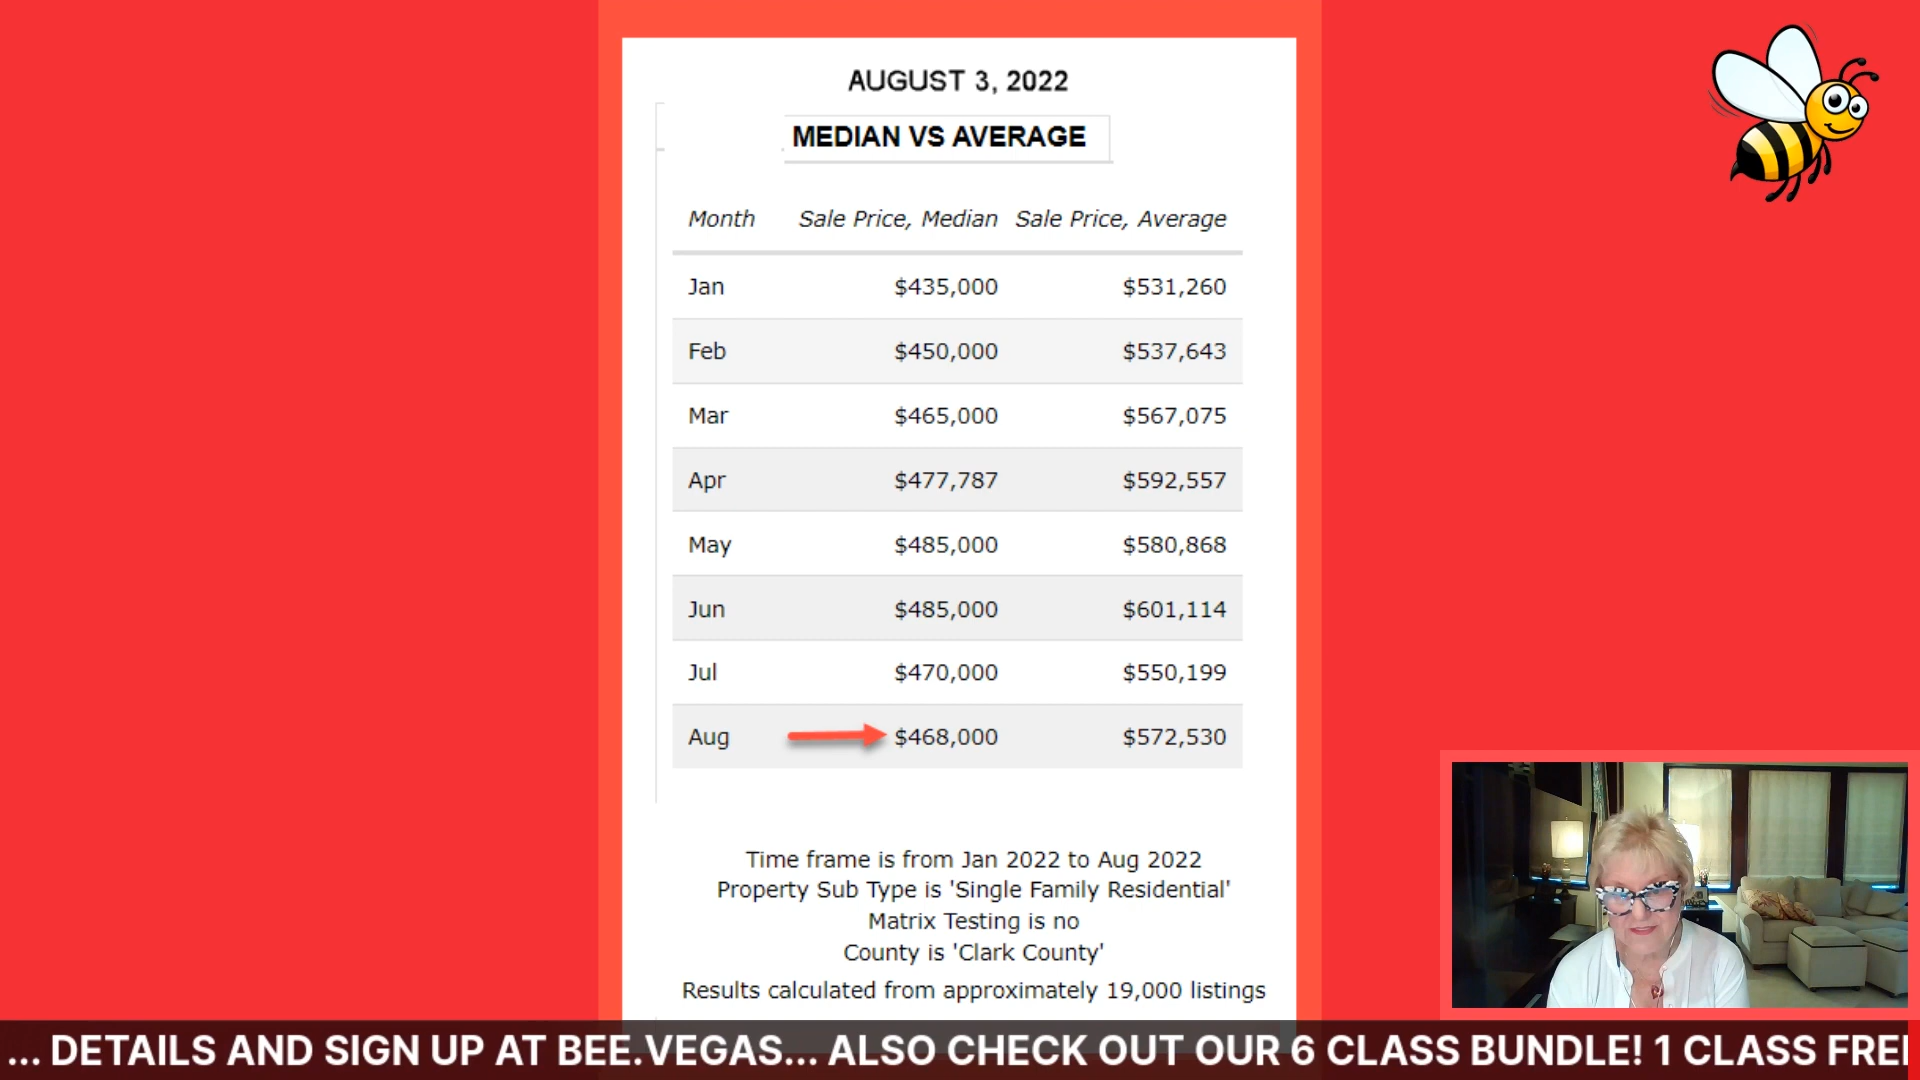 AUGUST 3, 2022
MEDIAN VS AVERAGE
Month Sale Price, Median Sale Price, Average
Jan $435,000 $531,260
Feb $450,000 $537,643
Mar $465,000 $567,075
Apr $477,787 $592,557
May $485,000 $580,868
Jun $485,000 $601,114
Jul $470,000 $550,199
Aug $468,000 $572,530
Time frame is from Jan 2022 to Aug 2022
Property Sub Type is 'Single Family Residential'
Matrix Testing is no
County is 'Clark County'
Results calculated from approximately 19,000 listings
... DETAILS AND SIGN UP AT BEE.VEGAS... ALSO CHECK OUT OUR 6 CLASS BUNDLE! 1 CLASS FREE